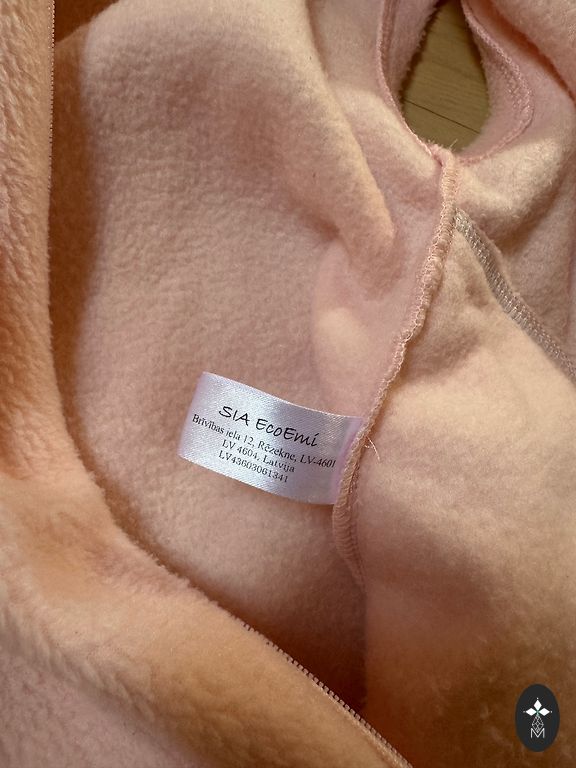 SIA EcoEmi
Brīvības iela 12, Rēzekne, LV-4601
LV 4604, Latvija
LV43603061341
M